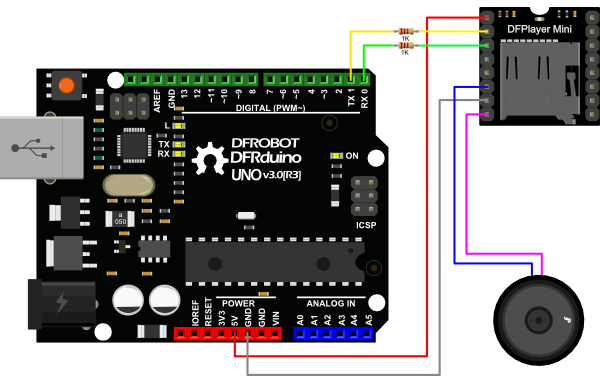 DFPlayer Mini
1K
1K
AREF
GND
13
12
~11
~10
~9
8
7
~6
~5
4
~3
2
TX 1
RX 0
DIGITAL (PWM~)
L
TX
RX
DFROBOT
DFRduino
UNO v3.0[R3]
ON
ICSP
a
050
POWER
ANALOG IN
IOREF
RESET
3V3
5V
GND
GND
VIN
A0
A1
A2
A3
A4
A5